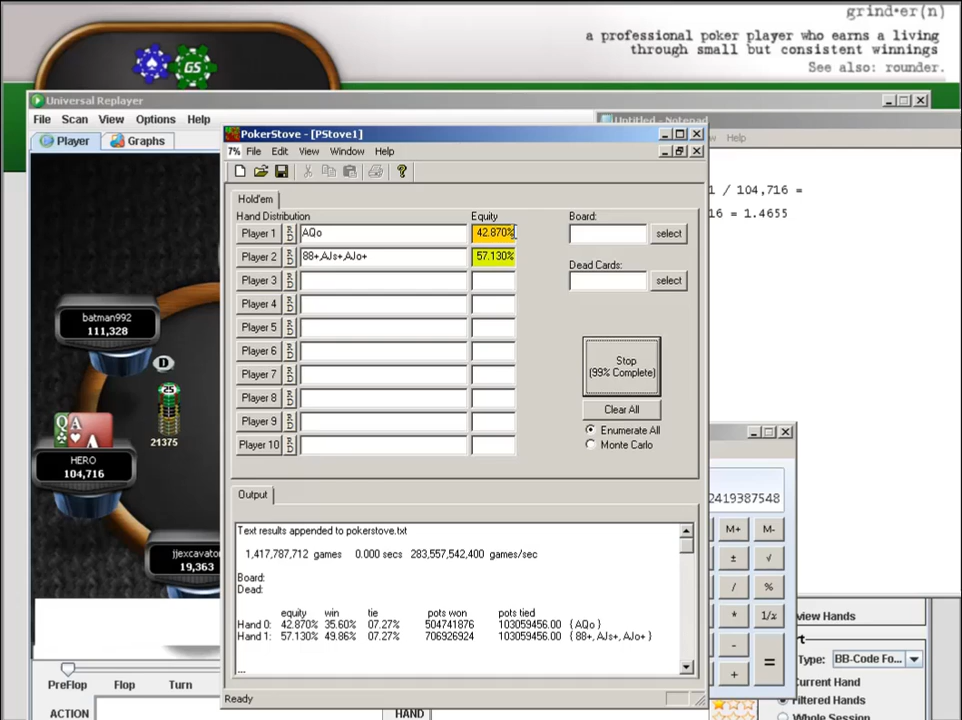 grind•er(n)
a professional poker player who earns a living
through small but consistent winnings
See also: rounder.
GS
Universal Replayer
File Scan View Options Help
Player Graphs
Untitled - Notepad
Help
1 / 104,716 =
16 = 1.4655
PokerStove - [PStove1]
7% File Edit View Window Help
Hold'em
Hand Distribution Equity Board:
Player 1 AQo 42.870% select
Player 2 88+,AJs+,AJo+ 57.130%
Dead Cards:
Player 3 select
Player 4
Player 5
Player 6
Player 7
Player 8
Player 9
Player 10
Stop
(99% Complete)
Clear All
Enumerate All
Monte Carlo
batman992
111,328
D
25
21375
Q A
HERO
104,716
jjexcavator
19,363
Output
Text results appended to pokerstove.txt
1,417,787,712 games 0.000 secs 283,557,542,400 games/sec
Board:
Dead:
equity win tie pots won pots tied
Hand 0: 42.870% 35.60% 07.27% 504741876 103059456.00 { AQo }
Hand 1: 57.130% 49.86% 07.27% 706926924 103059456.00 { 88+, AJs+, AJo+ }
...
Ready
2419387548
M+ M-
± √
/ %
* 1/x
-
+ =
PreFlop Flop Turn
ACTION HAND
view Hands
Type: BB-Code Fo...
Current Hand
Filtered Hands
Whole Session